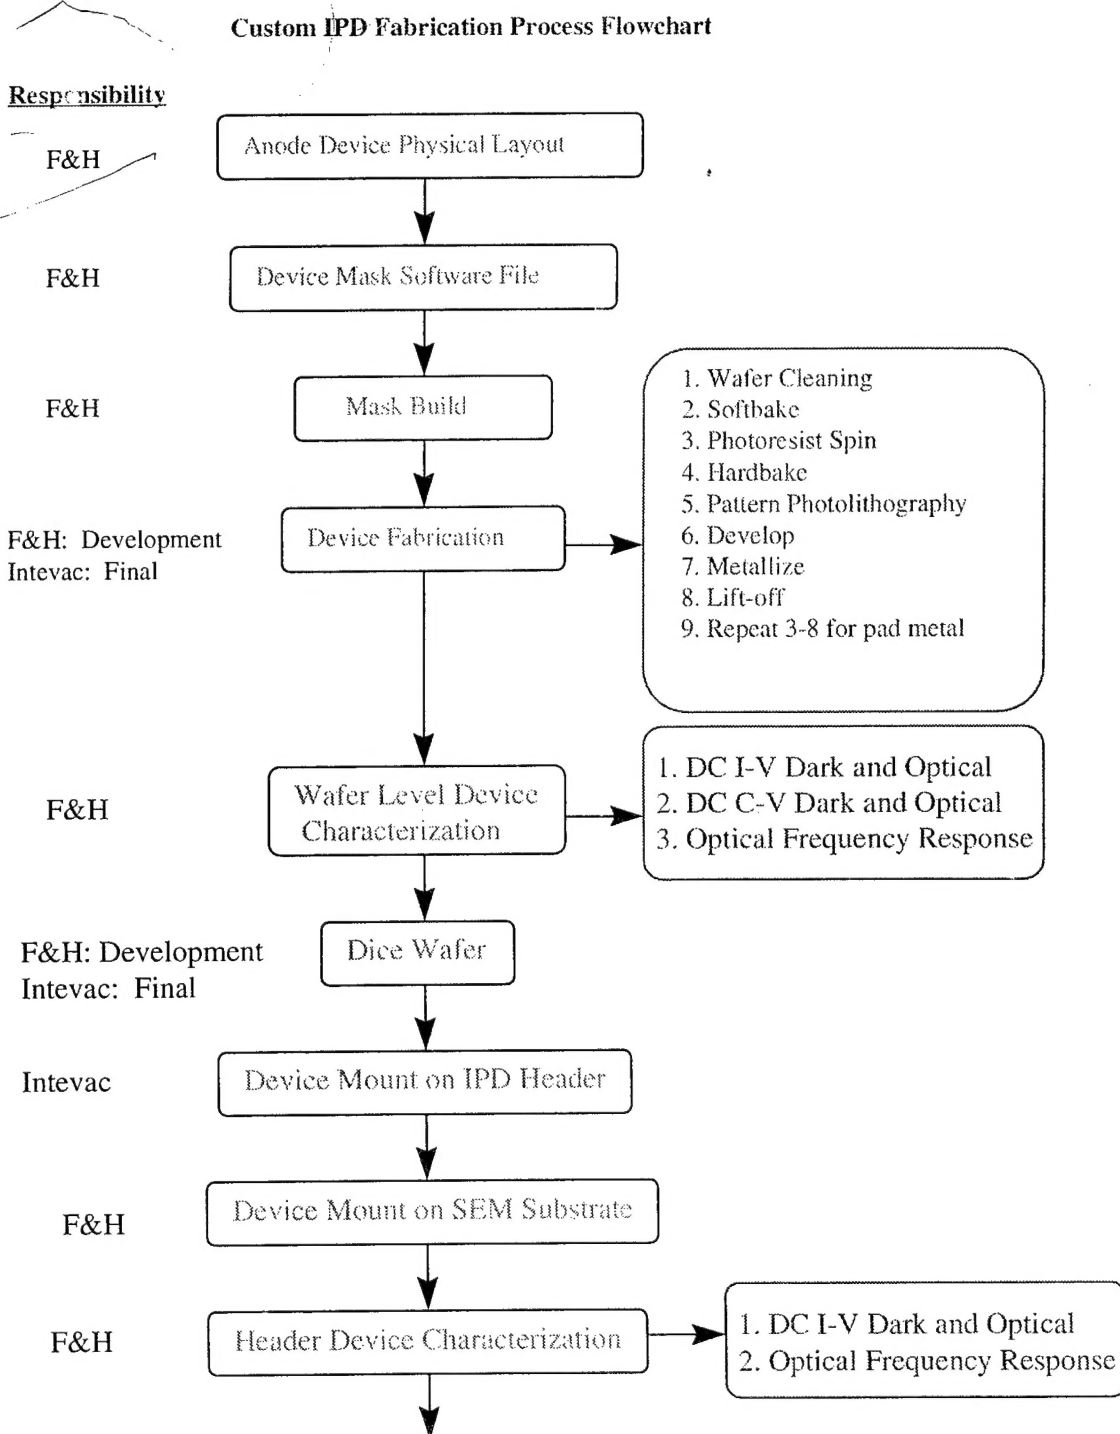 Custom IPD Fabrication Process Flowchart
Responsibility
F&H
Anode Device Physical Layout
F&H
Device Mask Software File
F&H
Mask Build
F&H: Development
Intevac: Final
Device Fabrication
1. Wafer Cleaning
2. Softbake
3. Photoresist Spin
4. Hardbake
5. Pattern Photolithography
6. Develop
7. Metallize
8. Lift-off
9. Repeat 3-8 for pad metal
F&H
Wafer Level Device
Characterization
1. DC I-V Dark and Optical
2. DC C-V Dark and Optical
3. Optical Frequency Response
F&H: Development
Intevac: Final
Dice Wafer
Intevac
Device Mount on IPD Header
F&H
Device Mount on SEM Substrate
F&H
Header Device Characterization
1. DC I-V Dark and Optical
2. Optical Frequency Response